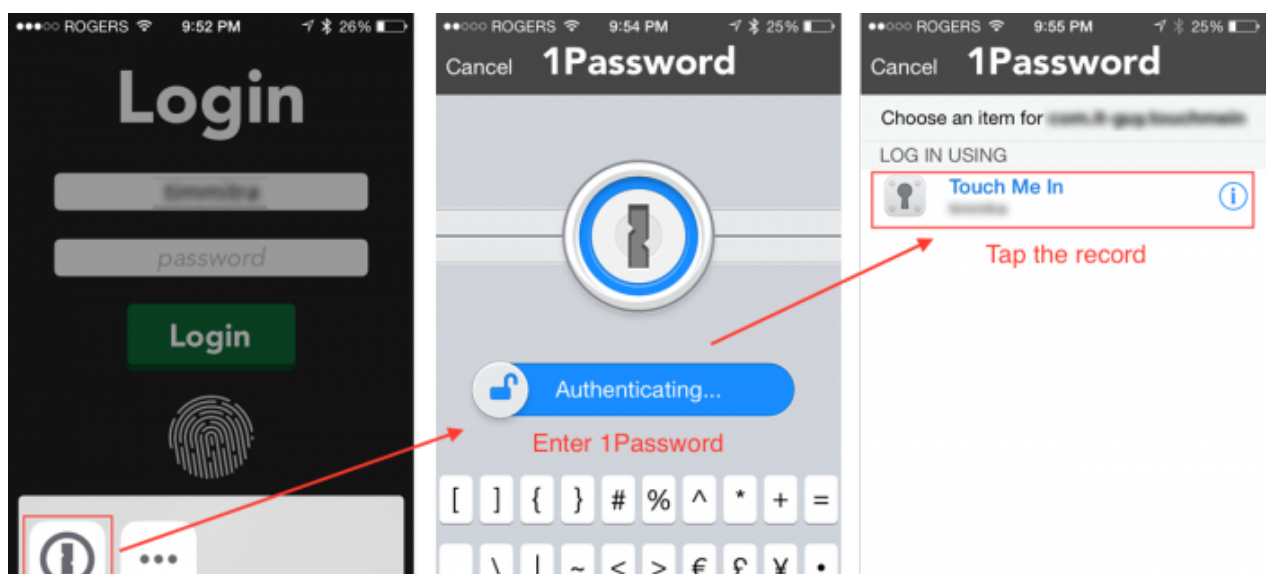 ROGERS 9:52 PM 26%
Login
password
Login
ROGERS 9:54 PM 25%
Cancel 1Password
Authenticating...
Enter 1Password
[ ] { } # % ^ * + =
_ \ | ~ < > € £ ¥ •
ROGERS 9:55 PM 25%
Cancel 1Password
Choose an item for
LOG IN USING
Touch Me In
Tap the record